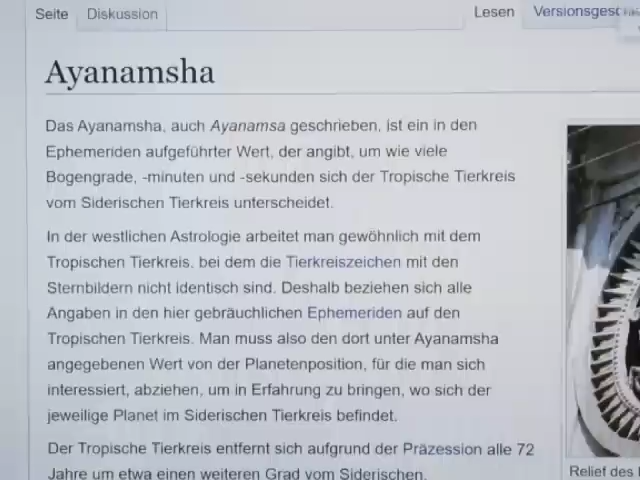 Seite Diskussion Lesen
Ayanamsha
Das Ayanamsha, auch Ayanamsa geschrieben, ist ein in den
Ephemeriden aufgeführter Wert, der angibt, um wie viele
Bogengrade, -minuten und -sekunden sich der Tropische Tierkreis
vom Siderischen Tierkreis unterscheidet.
In der westlichen Astrologie arbeitet man gewöhnlich mit dem
Tropischen Tierkreis, bei dem die Tierkreiszeichen mit den
Sternbildern nicht identisch sind. Deshalb beziehen sich alle
Angaben in den hier gebräuchlichen Ephemeriden auf den
Tropischen Tierkreis. Man muss also den dort unter Ayanamsha
angegebenen Wert von der Planetenposition, für die man sich
interessiert, abziehen, um in Erfahrung zu bringen, wo sich der
jeweilige Planet im Siderischen Tierkreis befindet.
Der Tropische Tierkreis entfernt sich aufgrund der Präzession alle 72
Jahre um etwa einen weiteren Grad vom Siderischen.
Relief des